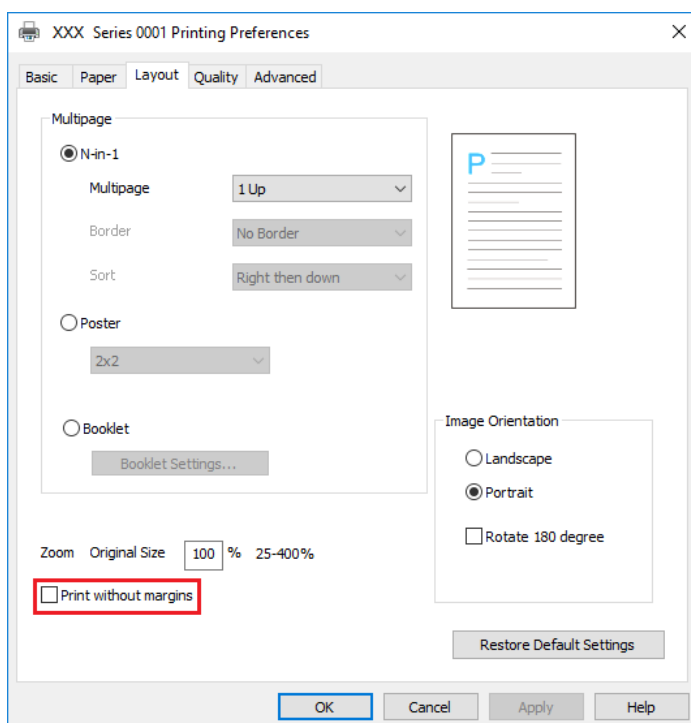 XXX Series 0001 Printing Preferences
Basic Paper Layout Quality Advanced
Multipage
N-in-1
Multipage 1 Up
Border No Border
Sort Right then down
Poster
2x2
Booklet
Booklet Settings...
P
Image Orientation
Landscape
Portrait
Rotate 180 degree
Zoom Original Size 100 % 25-400%
Print without margins
Restore Default Settings
OK Cancel Apply Help